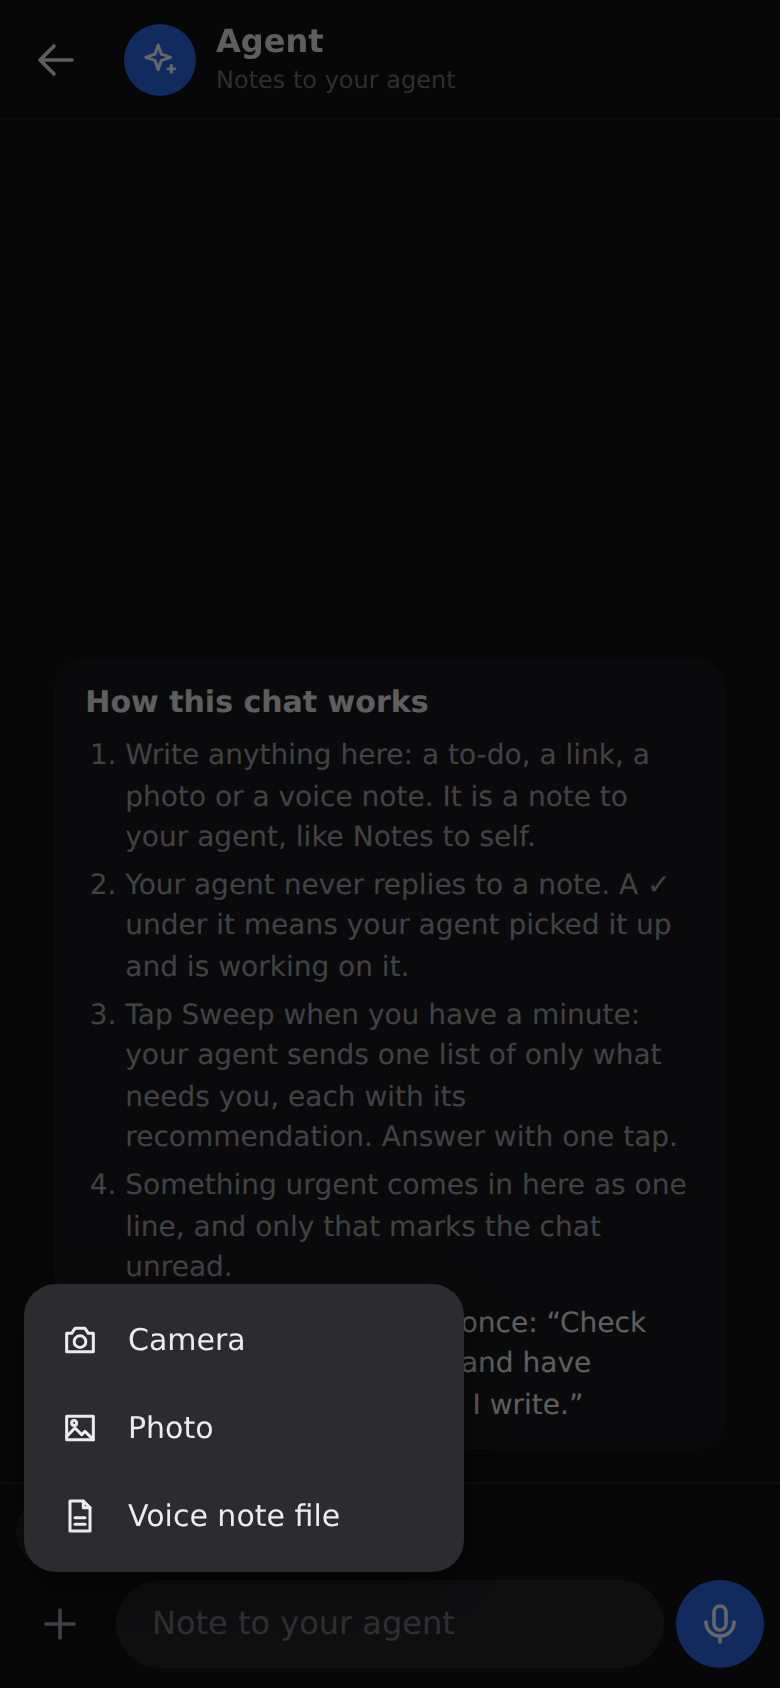 Agent
Notes to your agent
How this chat works
1. Write anything here: a to-do, a link, a
photo or a voice note. It is a note to
your agent, like Notes to self.
2. Your agent never replies to a note. A ✓
under it means your agent picked it up
and is working on it.
3. Tap Sweep when you have a minute:
your agent sends one list of only what
needs you, each with its
recommendation. Answer with one tap.
4. Something urgent comes in here as one
line, and only that marks the chat
unread.
once: “Check
and have
I write.”
Camera
Photo
Voice note file
Note to your agent